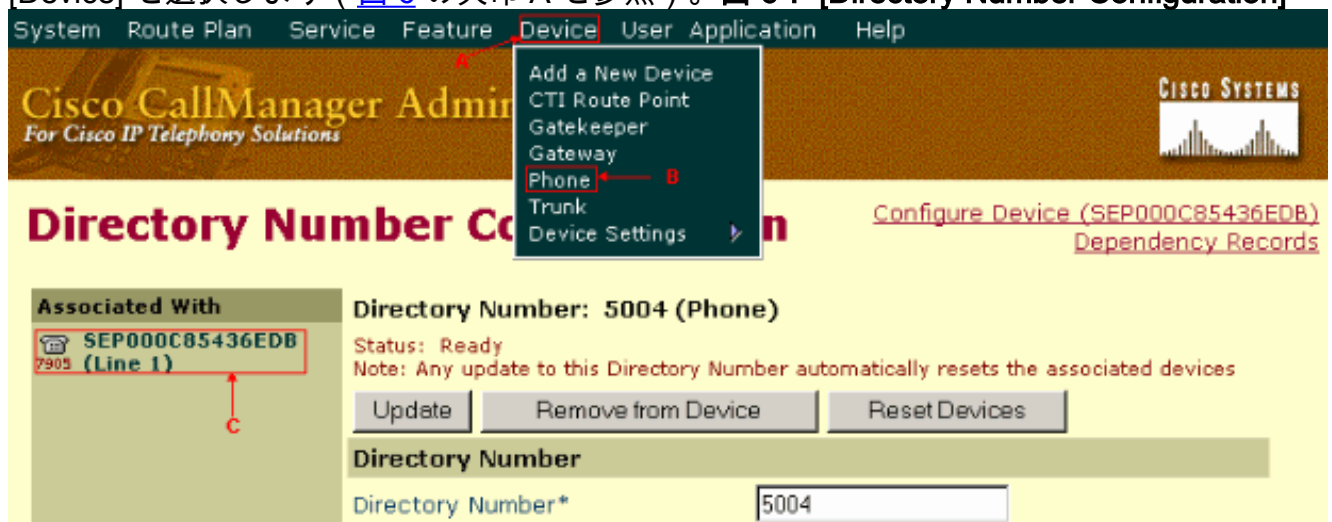 [Device] を選択します ( 図 6 の矢印 A を参照 )。図 6-1 [Directory Number Configuration]
System Route Plan Service Feature Device User Application Help
A
Add a New Device
CTI Route Point
Gatekeeper
Gateway
Phone B
Trunk
Device Settings
Cisco CallManager Admin
For Cisco IP Telephony Solutions
CISCO SYSTEMS
Directory Number Co n
Configure Device (SEP000C85436EDB)
Dependency Records
Associated With
SEP000C85436EDB
7905 (Line 1)
C
Directory Number: 5004 (Phone)
Status: Ready
Note: Any update to this Directory Number automatically resets the associated devices
Update Remove from Device Reset Devices
Directory Number
Directory Number* 5004